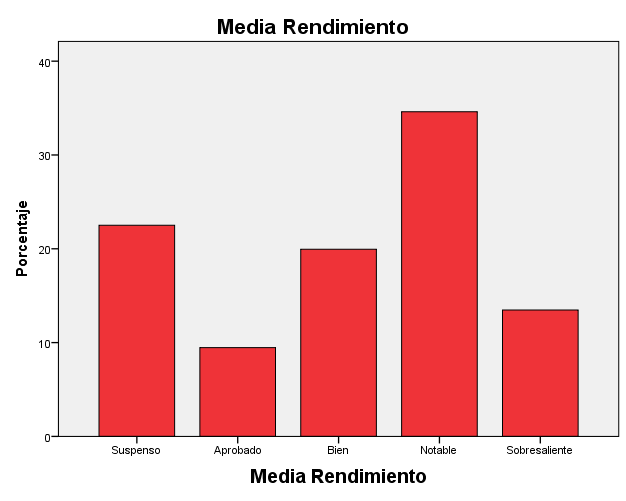 Media Rendimiento
40
30
20
10
0
Porcentaje
Suspenso
Aprobado
Bien
Notable
Sobresaliente
Media Rendimiento